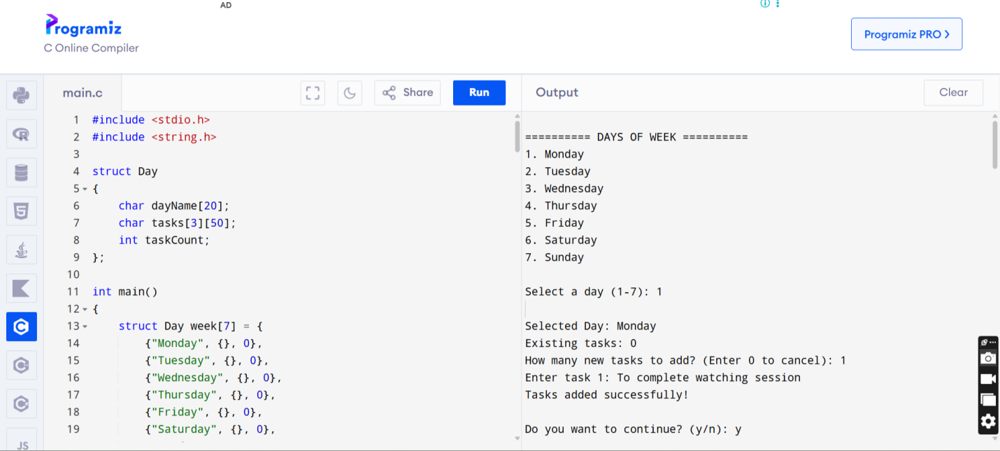 AD
Programiz
C Online Compiler
Programiz PRO >
main.c
Share
Run
1 #include <stdio.h>
2 #include <string.h>
3
4 struct Day
5 {
6     char dayName[20];
7     char tasks[3][50];
8     int taskCount;
9 };
10
11 int main()
12 {
13     struct Day week[7] = {
14         {"Monday", {}, 0},
15         {"Tuesday", {}, 0},
16         {"Wednesday", {}, 0},
17         {"Thursday", {}, 0},
18         {"Friday", {}, 0},
19         {"Saturday", {}, 0},
JS
Output
Clear
========== DAYS OF WEEK ==========
1. Monday
2. Tuesday
3. Wednesday
4. Thursday
5. Friday
6. Saturday
7. Sunday
Select a day (1-7): 1
Selected Day: Monday
Existing tasks: 0
How many new tasks to add? (Enter 0 to cancel): 1
Enter task 1: To complete watching session
Tasks added successfully!
Do you want to continue? (y/n): y